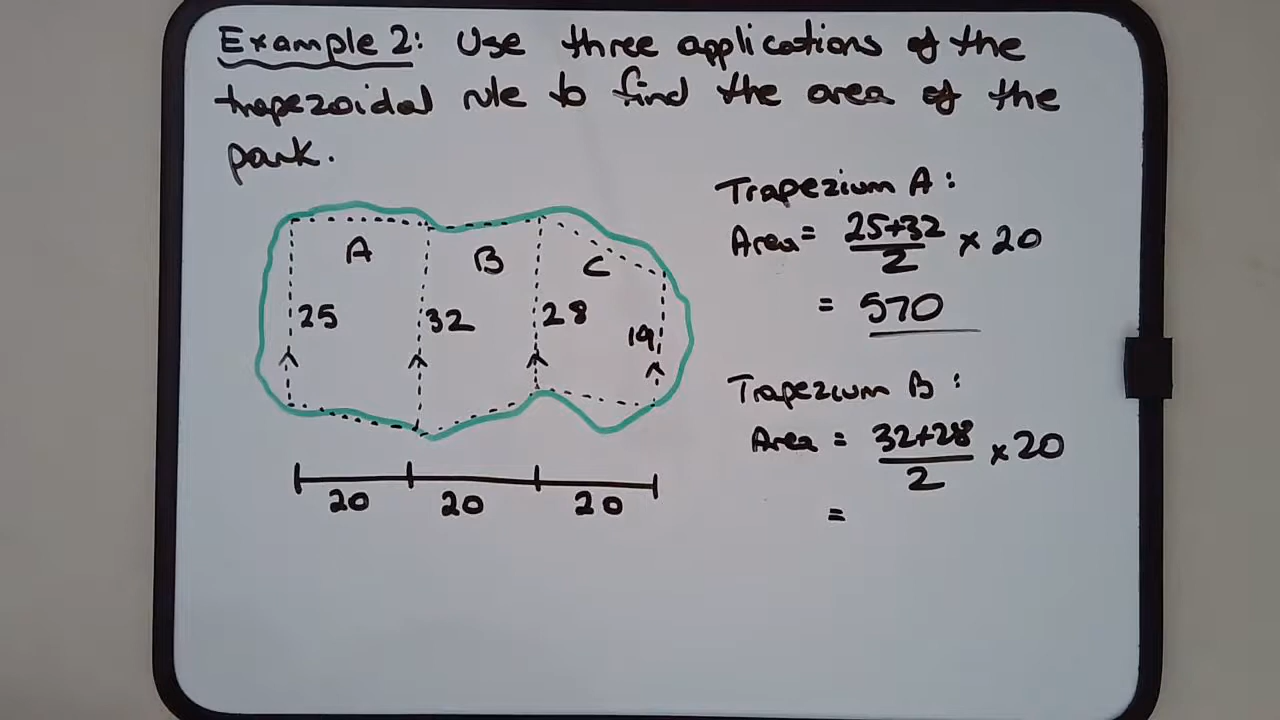 Example 2: Use three applications of the
trapezoidal rule to find the area of the
park.
A
B
C
25
32
28
19
20
20
20
Trapezium A:
Area = 25+32/2 × 20
= 570
Trapezium B:
Area = 32+28/2 × 20
=